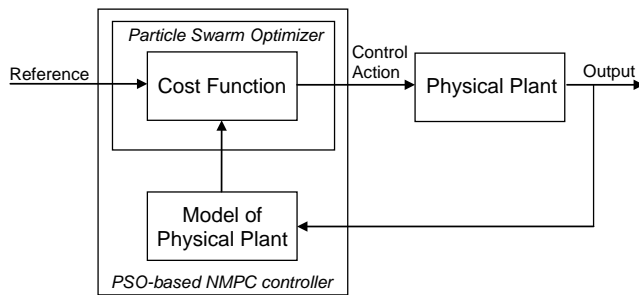 Particle Swarm Optimizer
Reference
Cost Function
Control
Action
Physical Plant
Output
Model of
Physical Plant
PSO-based NMPC controller